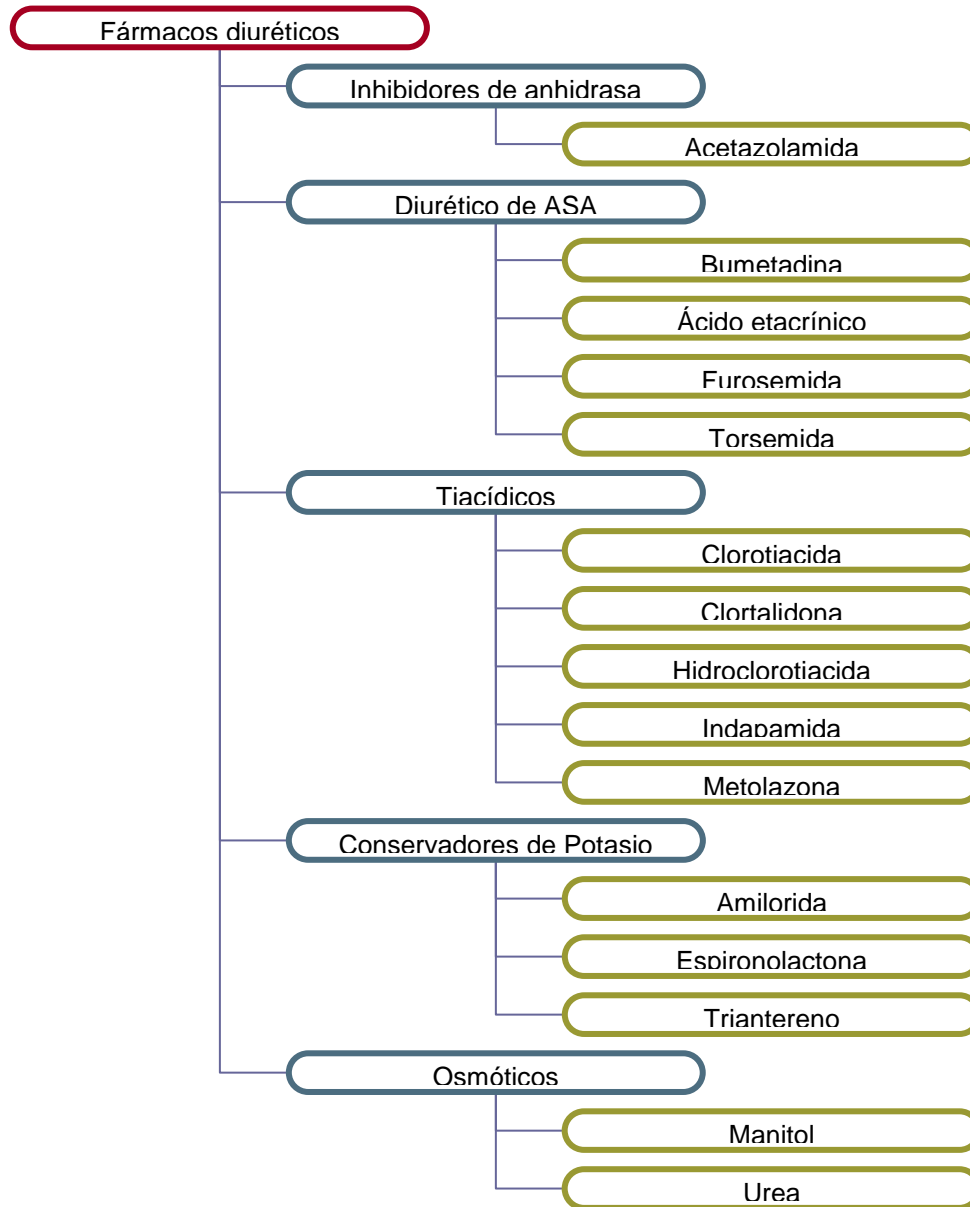 Fármacos diuréticos
Inhibidores de anhidrasa
Acetazolamida
Diurético de ASA
Bumetadina
Ácido etacrínico
Furosemida
Torsemida
Tiacídicos
Clorotiacida
Clortalidona
Hidroclorotiacida
Indapamida
Metolazona
Conservadores de Potasio
Amilorida
Espironolactona
Triantereno
Osmóticos
Manitol
Urea